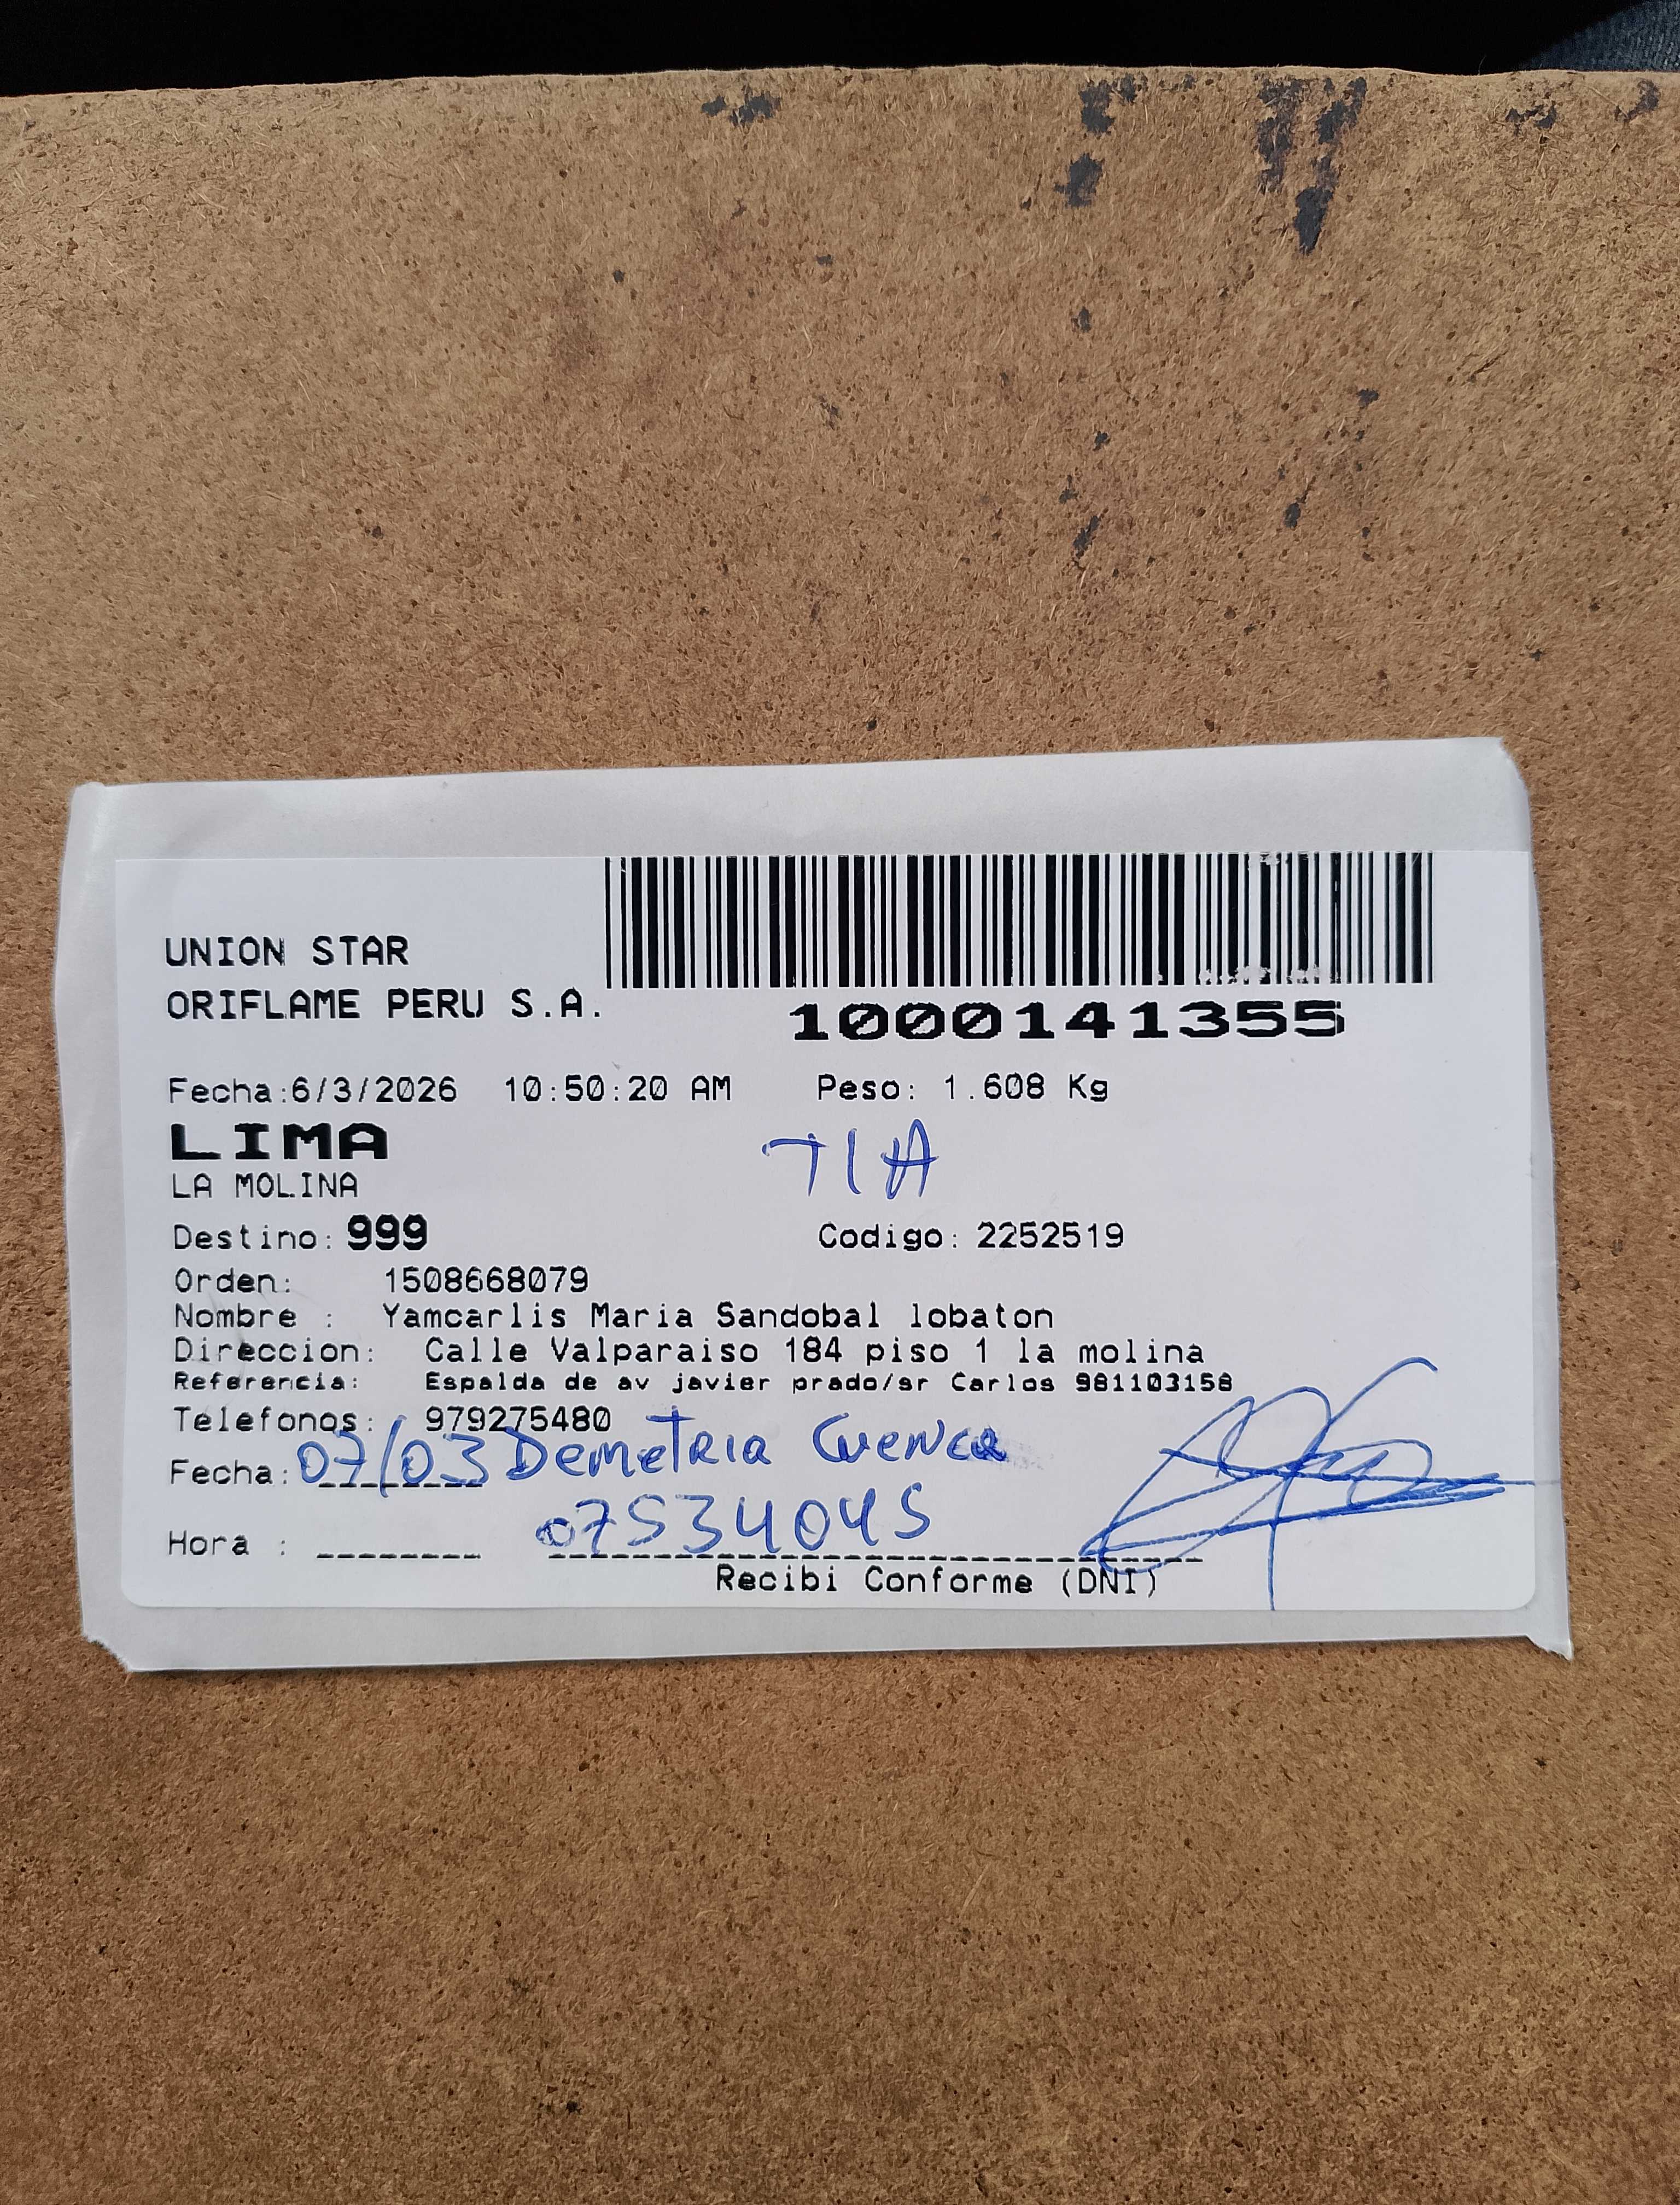 UNION STAR
ORIFLAME PERU S.A.
1000141355
Fecha:6/3/2026 10:50:20 AM Peso: 1.608 Kg
LIMA
TIA
LA MOLINA
Destino: 999 Codigo: 2252519
Orden: 1508668079
Nombre : Yamcarlis Maria Sandobal lobaton
Direccion: Calle Valparaiso 184 piso 1 la molina
Referencia: Espalda de av javier prado/sr Carlos 981103158
Telefonos: 979275480
Fecha: 07/03 Demetria Cuenca
07534045
Hora :
Recibi Conforme (DNI)